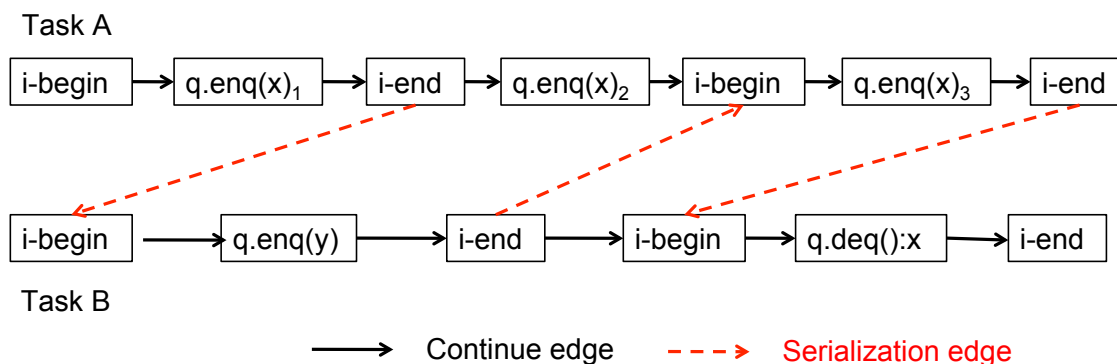 Task A
i-begin q.enq(x)₁ i-end q.enq(x)₂ i-begin q.enq(x)₃ i-end
i-begin q.enq(y) i-end i-begin q.deq():x i-end
Task B
Continue edge Serialization edge